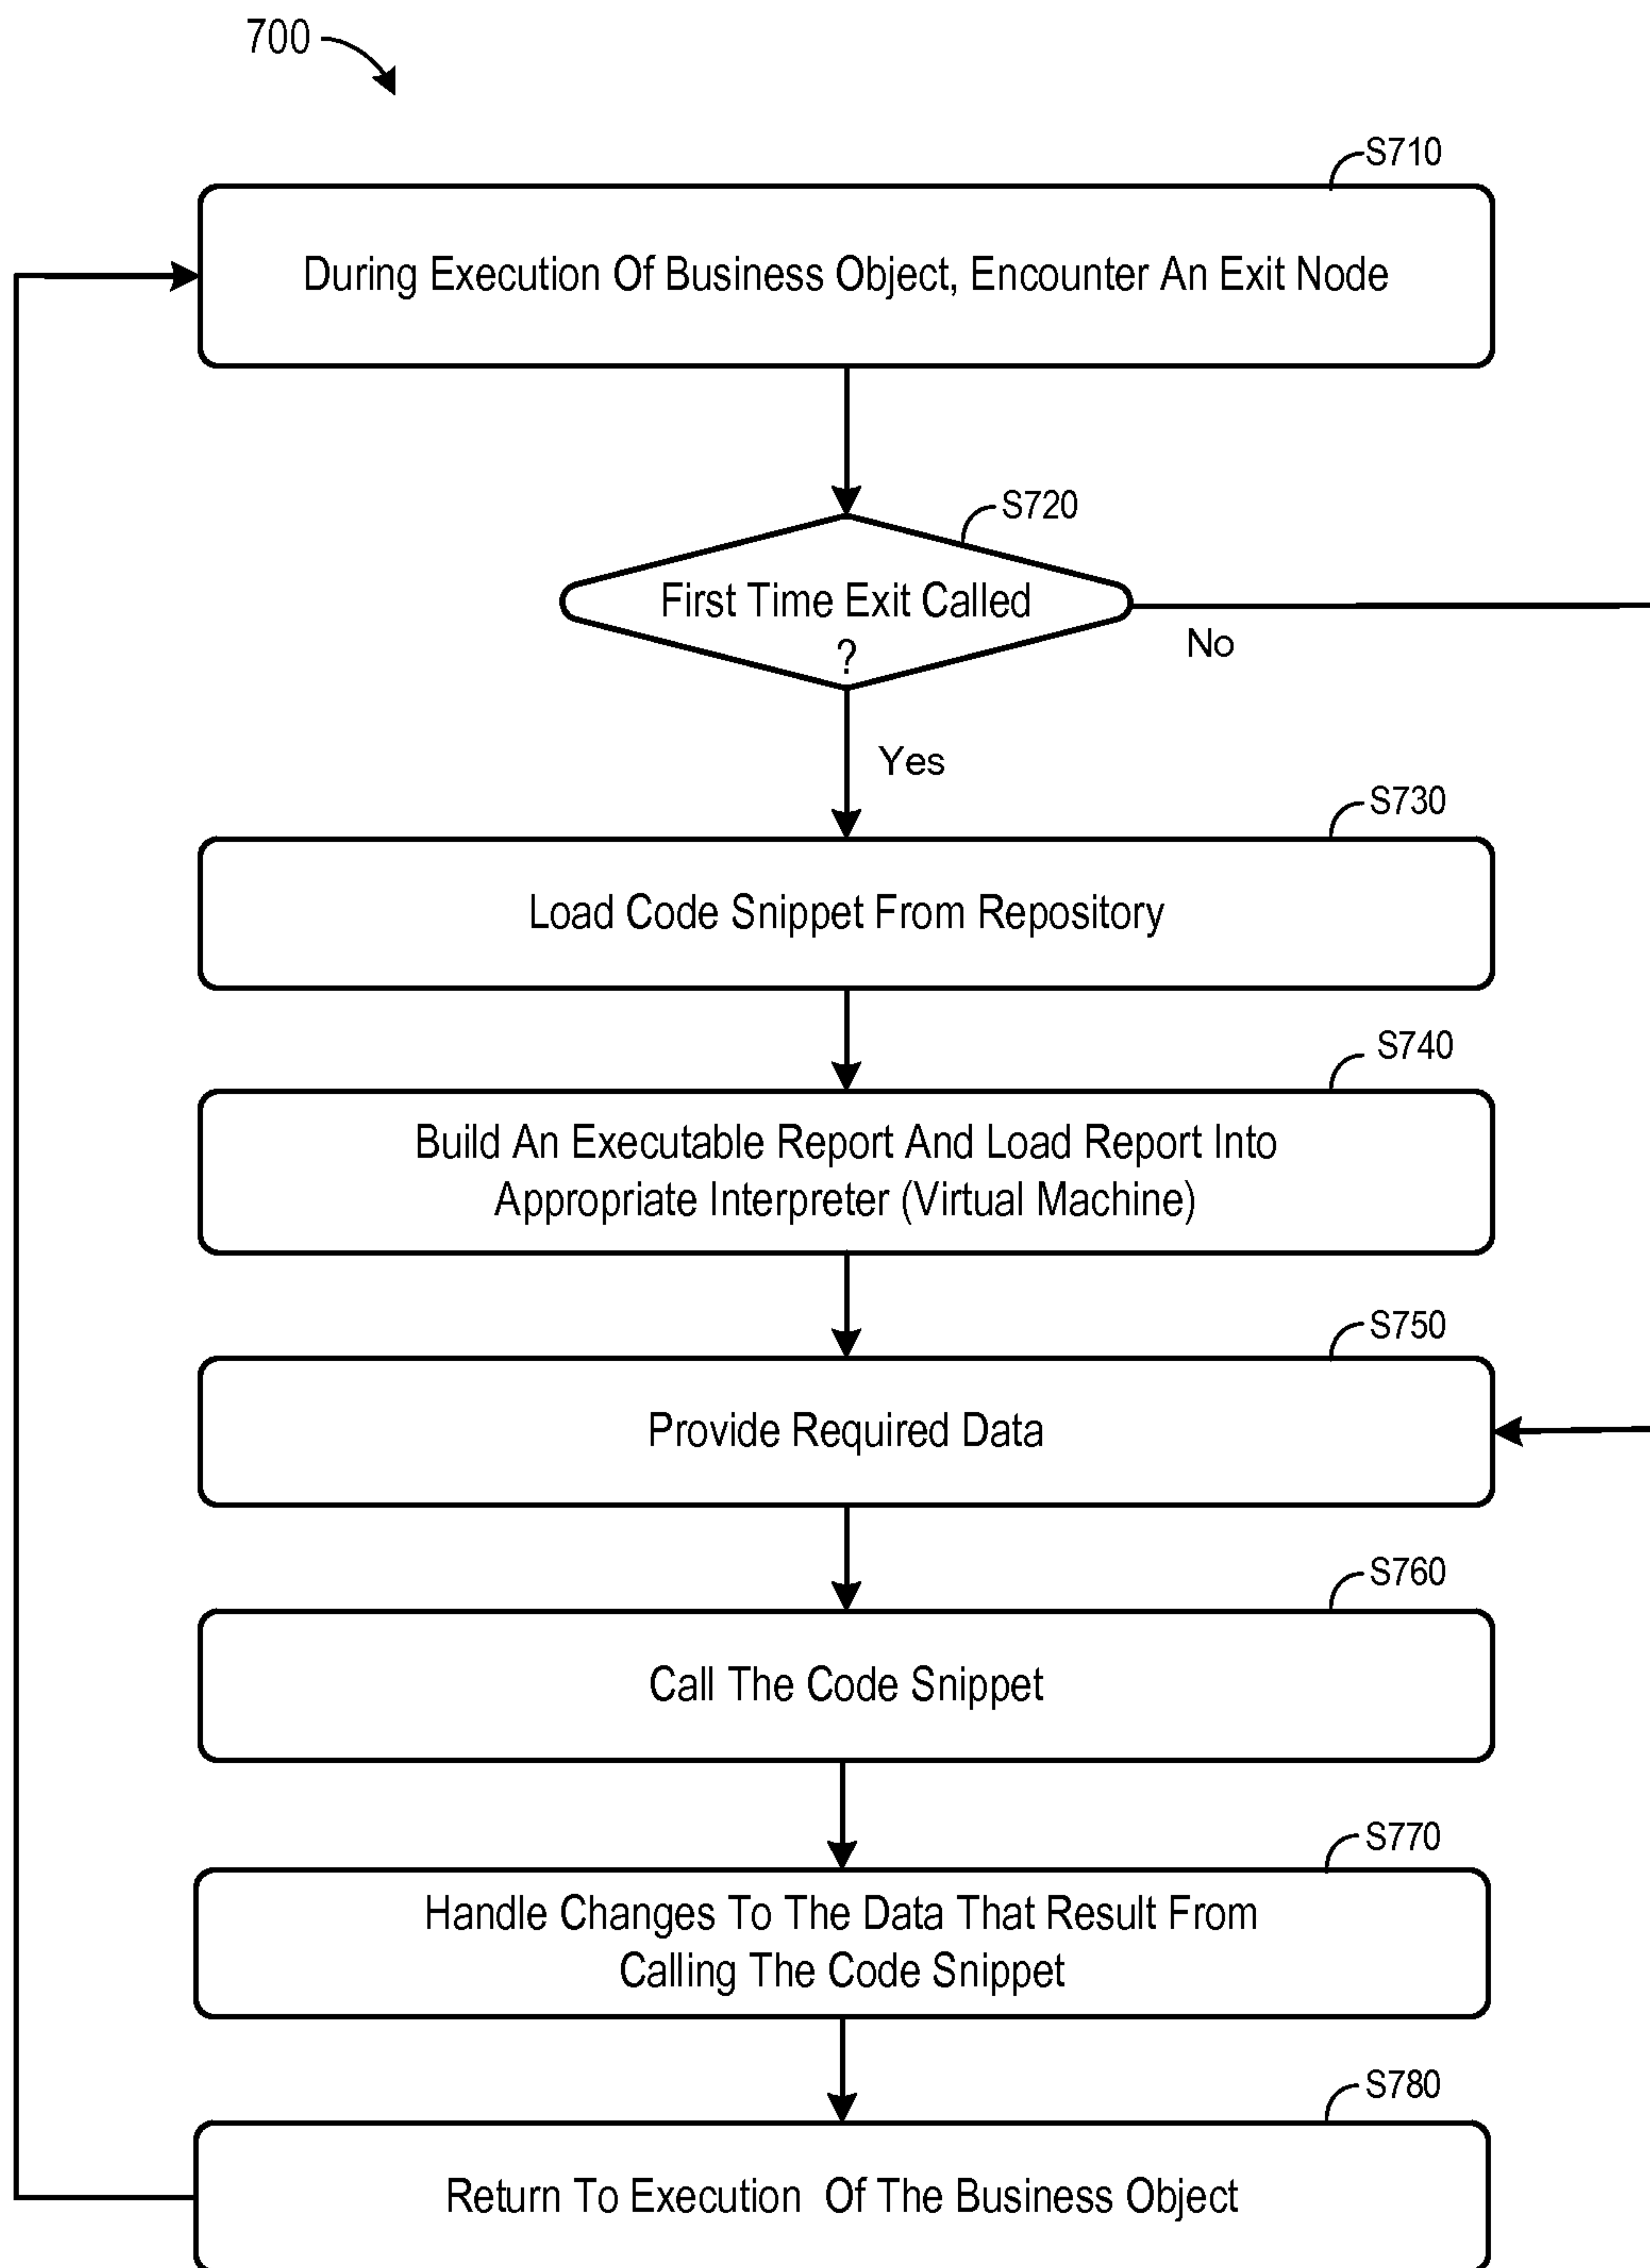 700
S710
During Execution Of Business Object, Encounter An Exit Node
S720
First Time Exit Called
?
No
Yes
S730
Load Code Snippet From Repository
S740
Build An Executable Report And Load Report Into
Appropriate Interpreter (Virtual Machine)
S750
Provide Required Data
S760
Call The Code Snippet
S770
Handle Changes To The Data That Result From
Calling The Code Snippet
S780
Return To Execution Of The Business Object